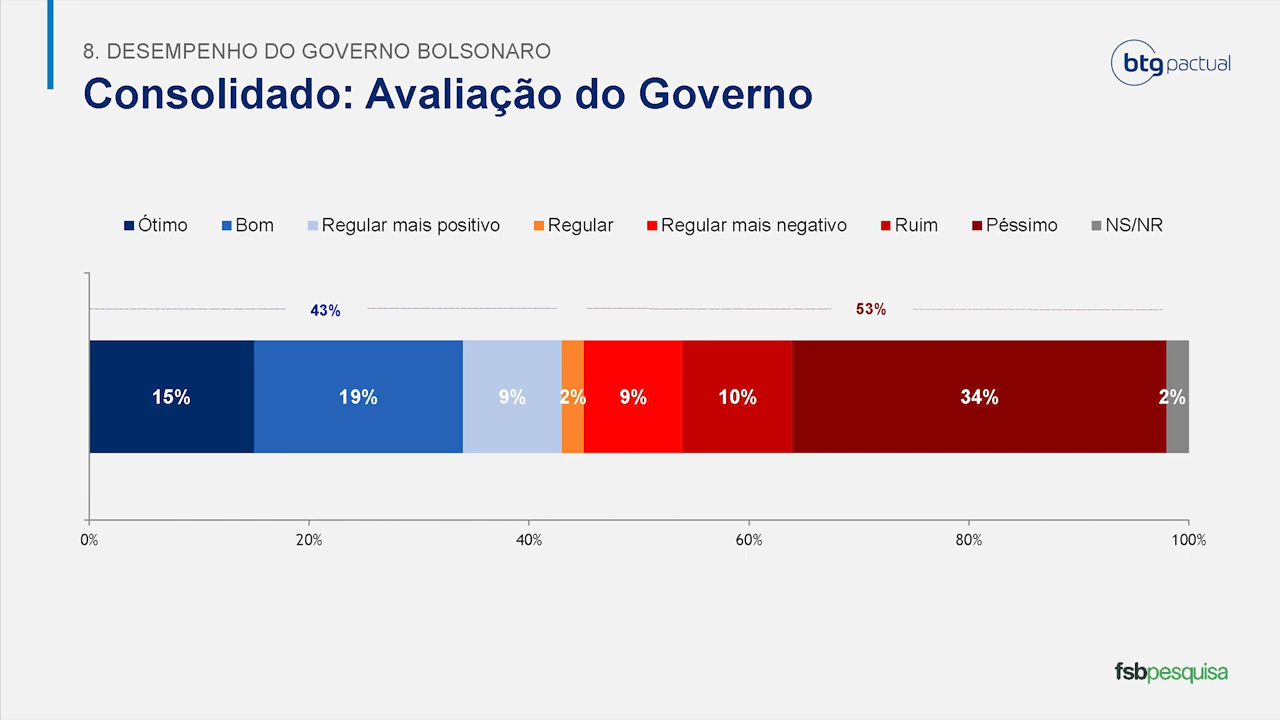 8. DESEMPENHO DO GOVERNO BOLSONARO
Consolidado: Avaliação do Governo
btg pactual
Ótimo Bom Regular mais positivo Regular Regular mais negativo Ruim Péssimo NS/NR
43% 53%
15% 19% 9% 2% 9% 10% 34% 2%
0% 20% 40% 60% 80% 100%
fsbpesquisa